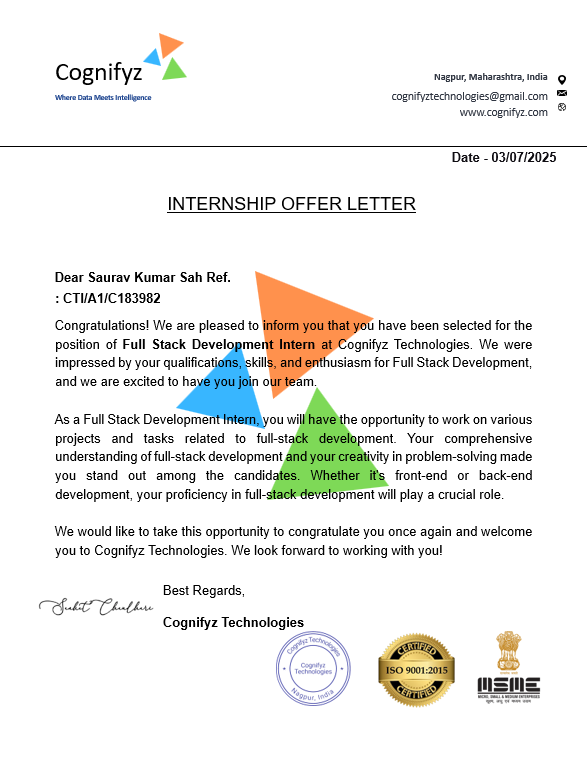 Cognifyz
Where Data Meets Intelligence
Nagpur, Maharashtra, India
cognifyztechnologies@gmail.com
www.cognifyz.com
Date - 03/07/2025
INTERNSHIP OFFER LETTER
Dear Saurav Kumar Sah Ref.
: CTI/A1/C183982
Congratulations! We are pleased to inform you that you have been selected for the
position of Full Stack Development Intern at Cognifyz Technologies. We were
impressed by your qualifications, skills, and enthusiasm for Full Stack Development,
and we are excited to have you join our team.
As a Full Stack Development Intern, you will have the opportunity to work on various
projects and tasks related to full-stack development. Your comprehensive
understanding of full-stack development and your creativity in problem-solving made
you stand out among the candidates. Whether it's front-end or back-end
development, your proficiency in full-stack development will play a crucial role.
We would like to take this opportunity to congratulate you once again and welcome
you to Cognifyz Technologies. We look forward to working with you!
Best Regards,
Cognifyz Technologies
Cognifyz Technologies
Cognifyz
Technologies
Nagpur, India
CERTIFIED
ISO 9001:2015
CERTIFIED
MSME
MICRO, SMALL & MEDIUM ENTERPRISES
सूक्ष्म, लघु एवं मध्यम उद्यम